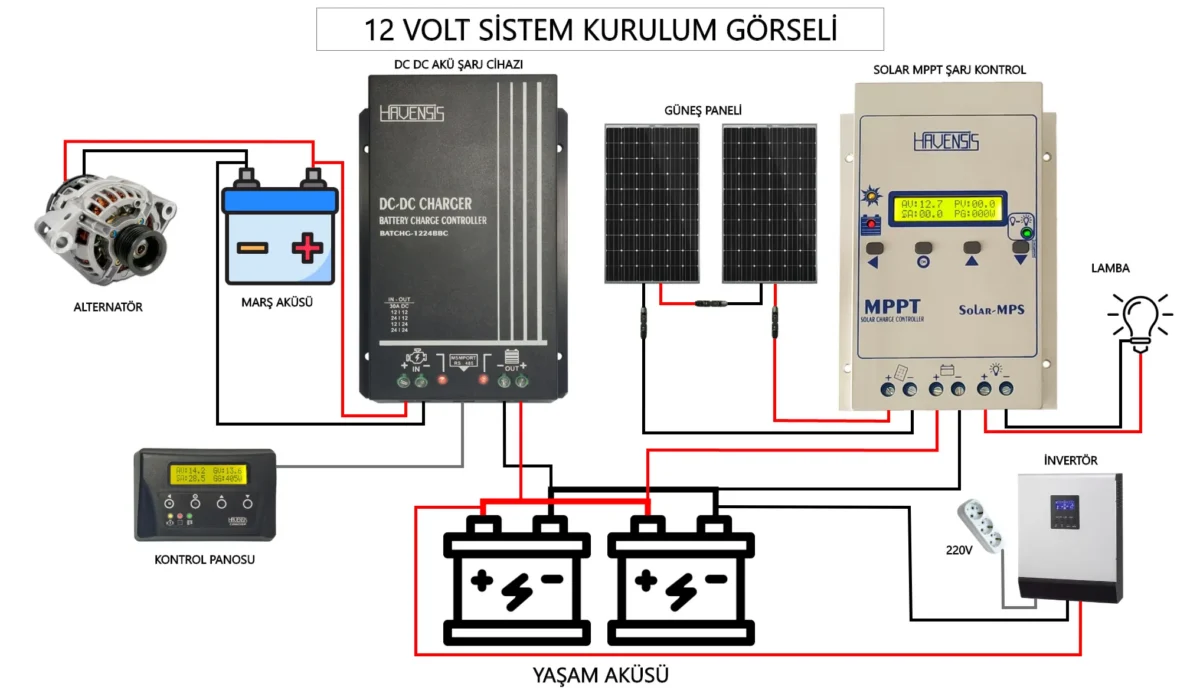 12 VOLT SİSTEM KURULUM GÖRSELİ
DC DC AKÜ ŞARJ CİHAZI
SOLAR MPPT ŞARJ KONTROL
GÜNEŞ PANELİ
HAVENSIS
DC-DC CHARGER
BATTERY CHARGE CONTROLLER
BATCHG-1224BBC
IN - OUT
30A DC
12 | 12
24 | 12
12 | 24
24 | 24
+ IN -
MEMPORT
RS 485
- OUT +
HAVENSIS
AV:12.7 PV:00.0
SA:00.0 PG:000W
MPPT
SOLAR CHARGE CONTROLLER
SoLAR-MPS
+ - + - + -
LAMBA
ALTERNATÖR
MARŞ AKÜSÜ
- +
AV:14.2 GV:13.6
SA:28.5 GG:405W
HAVENSIS
KONTROL PANOSU
İNVERTÖR
220V
+ -
+ -
YAŞAM AKÜSÜ